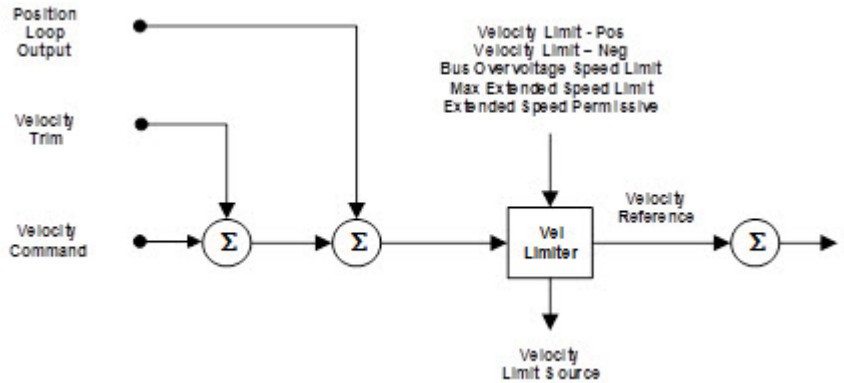 Position
Loop
Output
Velocity Limit - Pos
Velocity Limit – Neg
Bus Overvoltage Speed Limit
Max Extended Speed Limit
Extended Speed Permissive
Velocity
Trim
Velocity
Reference
Velocity
Command
Σ
Σ
Vel
Limiter
Σ
Velocity
Limit Source